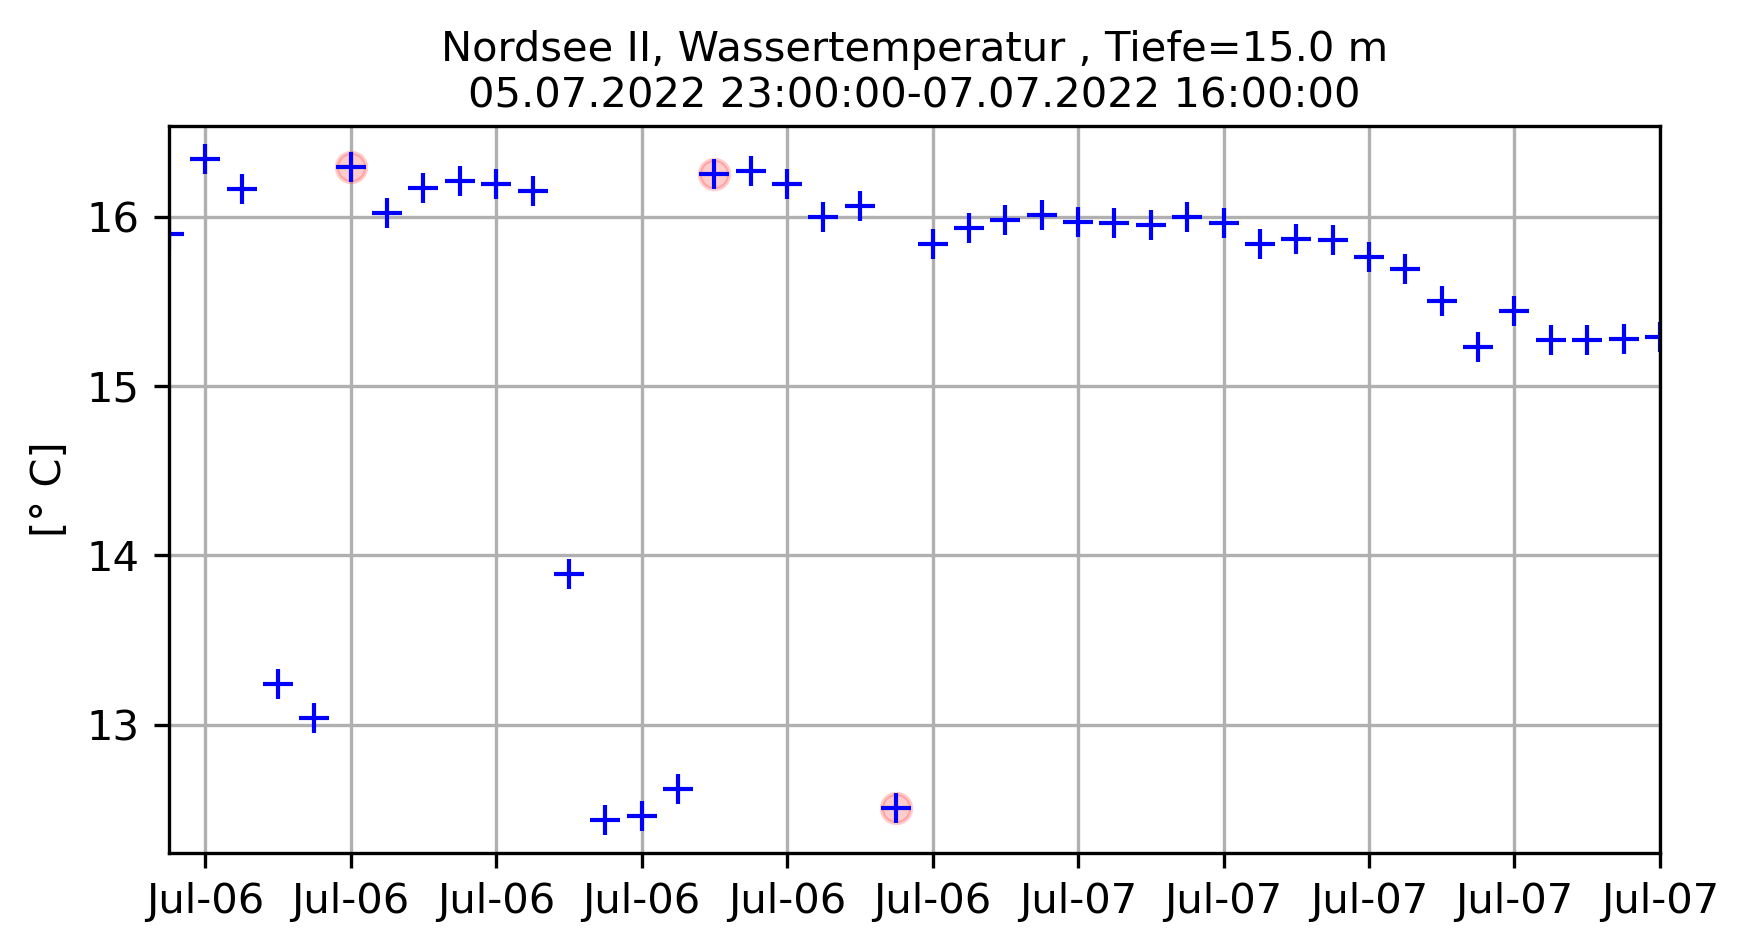 Nordsee II, Wassertemperatur , Tiefe=15.0 m
05.07.2022 23:00:00-07.07.2022 16:00:00
16
15
14
13
[° C]
Jul-06 Jul-06 Jul-06 Jul-06 Jul-06 Jul-06 Jul-07 Jul-07 Jul-07 Jul-07 Jul-07